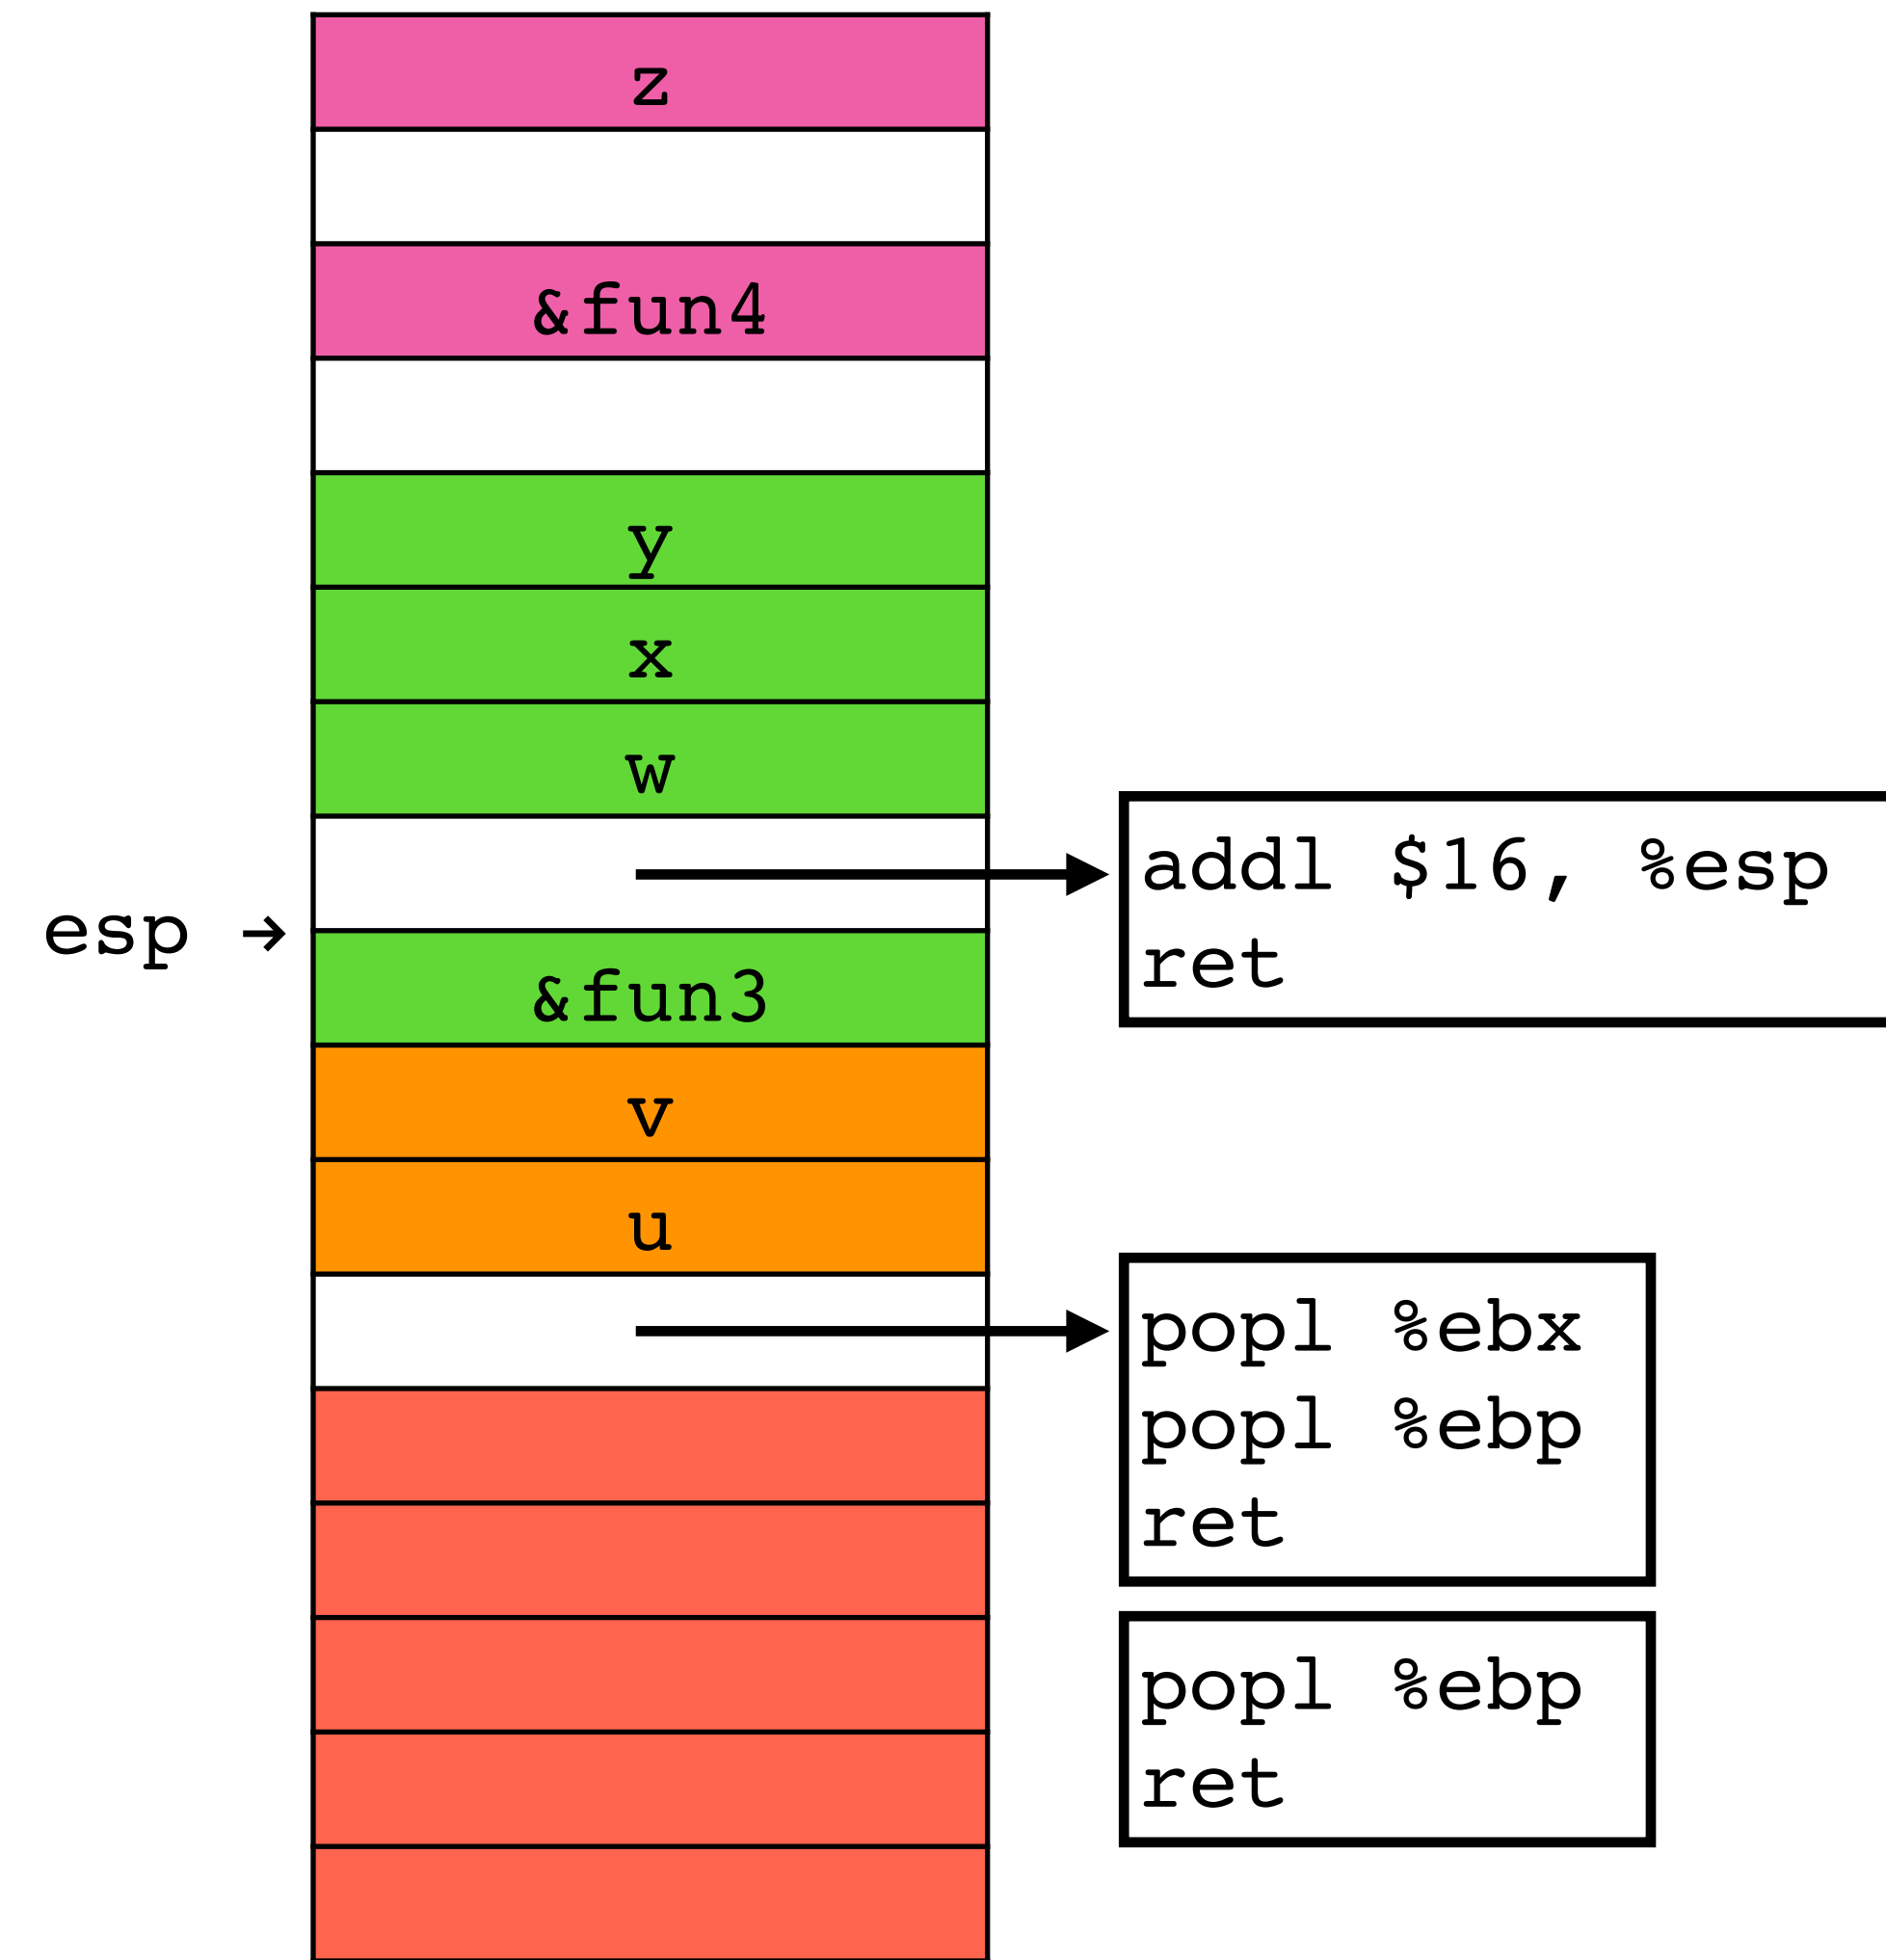 z
&fun4
y
x
w
addl $16, %esp
ret
esp →
&fun3
v
u
popl %ebx
popl %ebp
ret
popl %ebp
ret